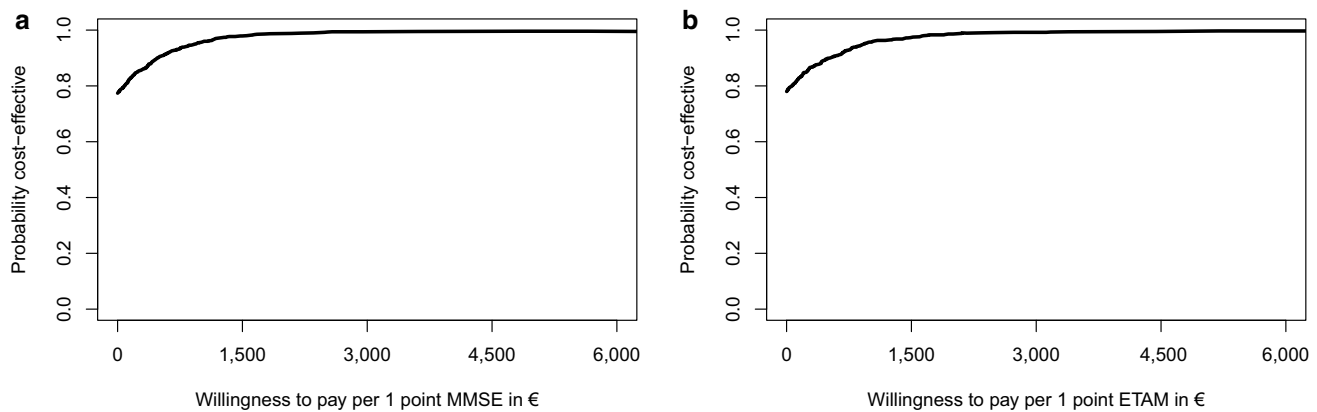 a
Probability cost−effective
1.0
0.8
0.6
0.4
0.2
0.0
0 1,500 3,000 4,500 6,000
Willingness to pay per 1 point MMSE in €
b
Probability cost−effective
1.0
0.8
0.6
0.4
0.2
0.0
0 1,500 3,000 4,500 6,000
Willingness to pay per 1 point ETAM in €